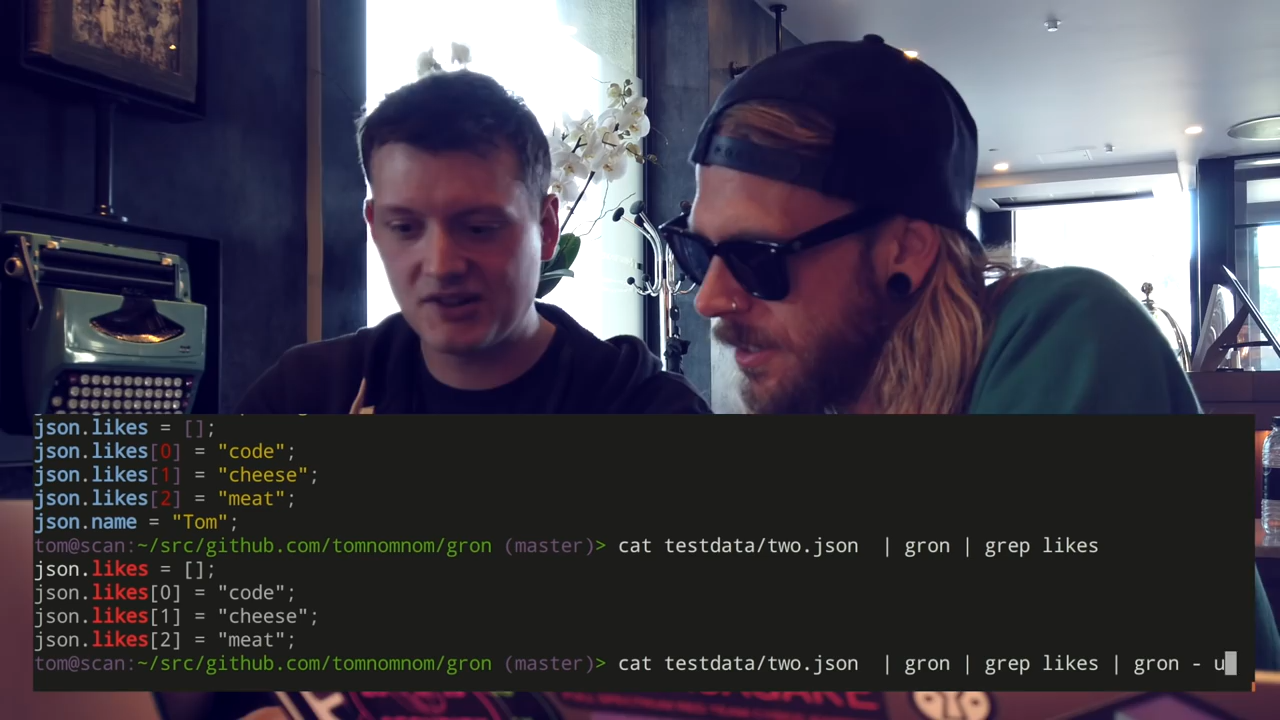 json.likes = [];
json.likes[0] = "code";
json.likes[1] = "cheese";
json.likes[2] = "meat";
json.name = "Tom";
tom@scan:~/src/github.com/tomnomnom/gron (master)> cat testdata/two.json  | gron | grep likes
json.likes = [];
json.likes[0] = "code";
json.likes[1] = "cheese";
json.likes[2] = "meat";
tom@scan:~/src/github.com/tomnomnom/gron (master)> cat testdata/two.json  | gron | grep likes | gron - u